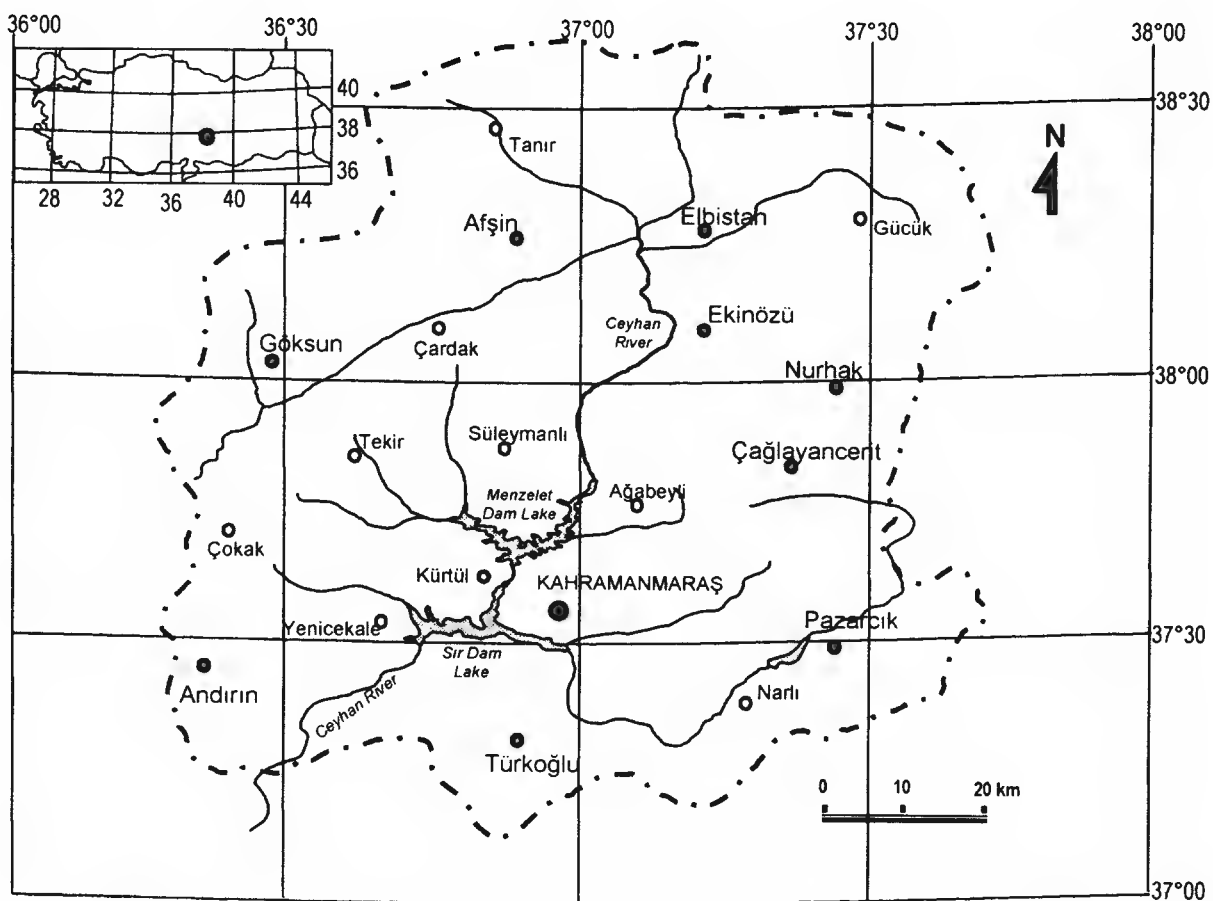 36°00
36°30
37°00
37°30
38°00
38°30
40
38
36
28 32 36 40 44
N
Tanır
Afşin
Elbistan
Gücük
Göksun
Çardak
Ceyhan
River
Ekinözü
Nurhak
38°00
Tekir
Süleymanlı
Çağlayancerit
Menzelet
Dam Lake
Ağabeyli
Çokak
Kürtül
KAHRAMANMARAŞ
Yenicekale
Sır Dam
Lake
Pazarcık
37°30
Andırın
Ceyhan River
Narlı
Türkoğlu
0 10 20 km
37°00